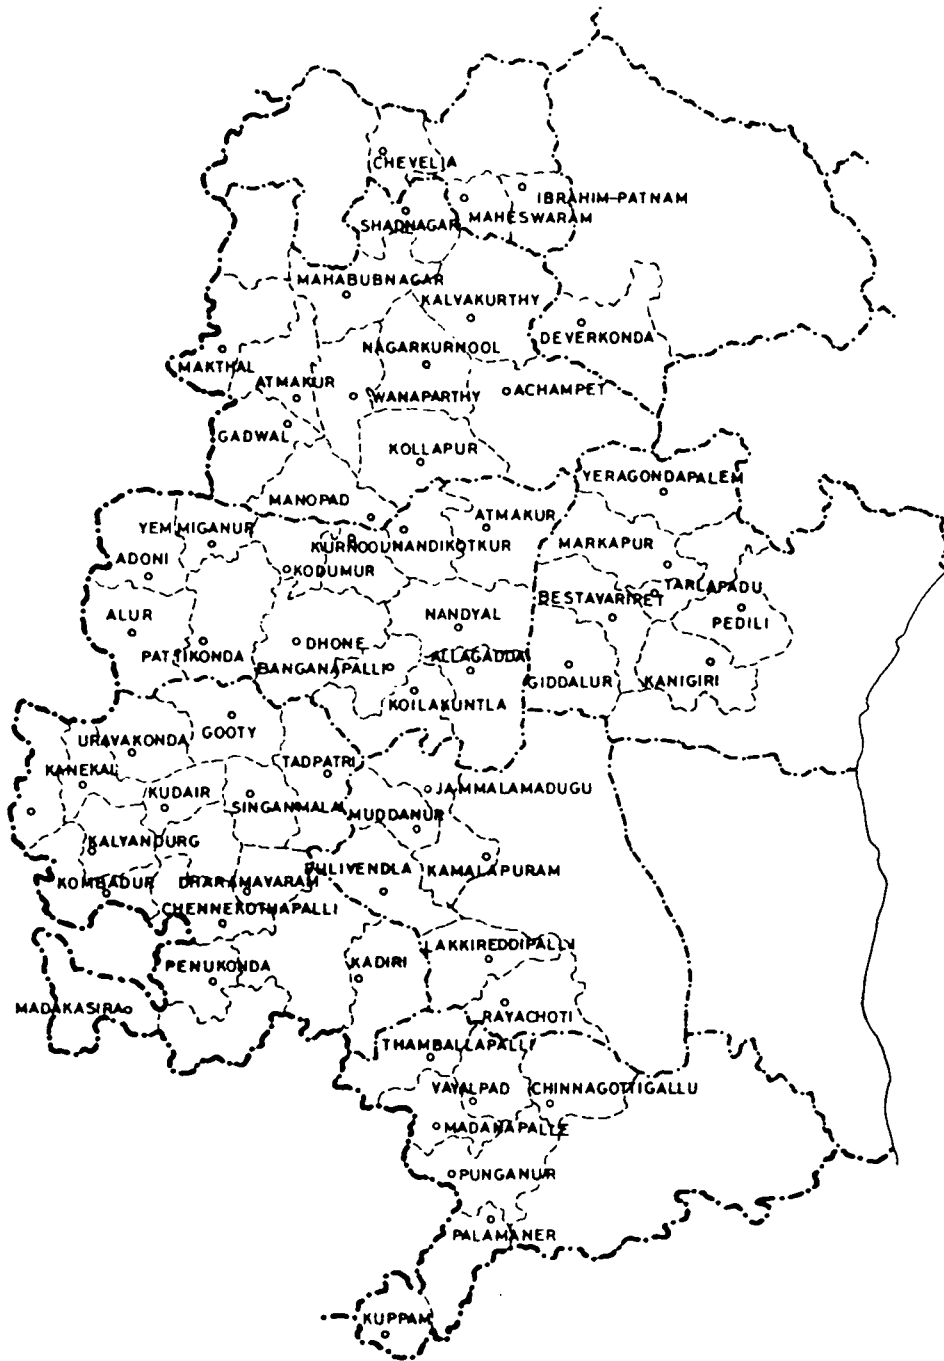 CHEVELLA
IBRAHIM-PATNAM
MAHESWARAM
SHADNAGAR
MAHABUBNAGAR
KALVAKURTHY
DEVERKONDA
NAGARKURNOOL
MAKTHAL
ATMAKUR
ACHAMPET
WANAPARTHY
GADWAL
KOLLAPUR
YERAGONDAPALEM
MANOPAD
ATMAKUR
YEMMIGANUR
KURNOOL
NANDIKOTKUR
MARKAPUR
ADONI
KODUMUR
TARLAPADU
BESTAVARIPET
ALUR
NANDYAL
PEDILI
DHONE
PATTIKONDA
ALLAGADDA
BANGANAPALLI
GIDDALUR
KANIGIRI
KOILAKUNTLA
GOOTY
URAVAKONDA
TADPATRI
KANEKAL
JAMMALAMADUGU
KUDAIR
SINGANMALA
MUDDANUR
KALYANDURG
PULIVENDLA
KAMALAPURAM
KOMBADUR
DHARAMAVARAM
CHENNEKOTHAPALLI
LAKKIREDDIPALLI
PENUKONDA
KADIRI
MADAKASIRA
RAYACHOTI
THAMBALLAPALLI
VAYALPAD
CHINNAGOTTIGALLU
MADANAPALLE
PUNGANUR
PALAMANER
KUPPAM